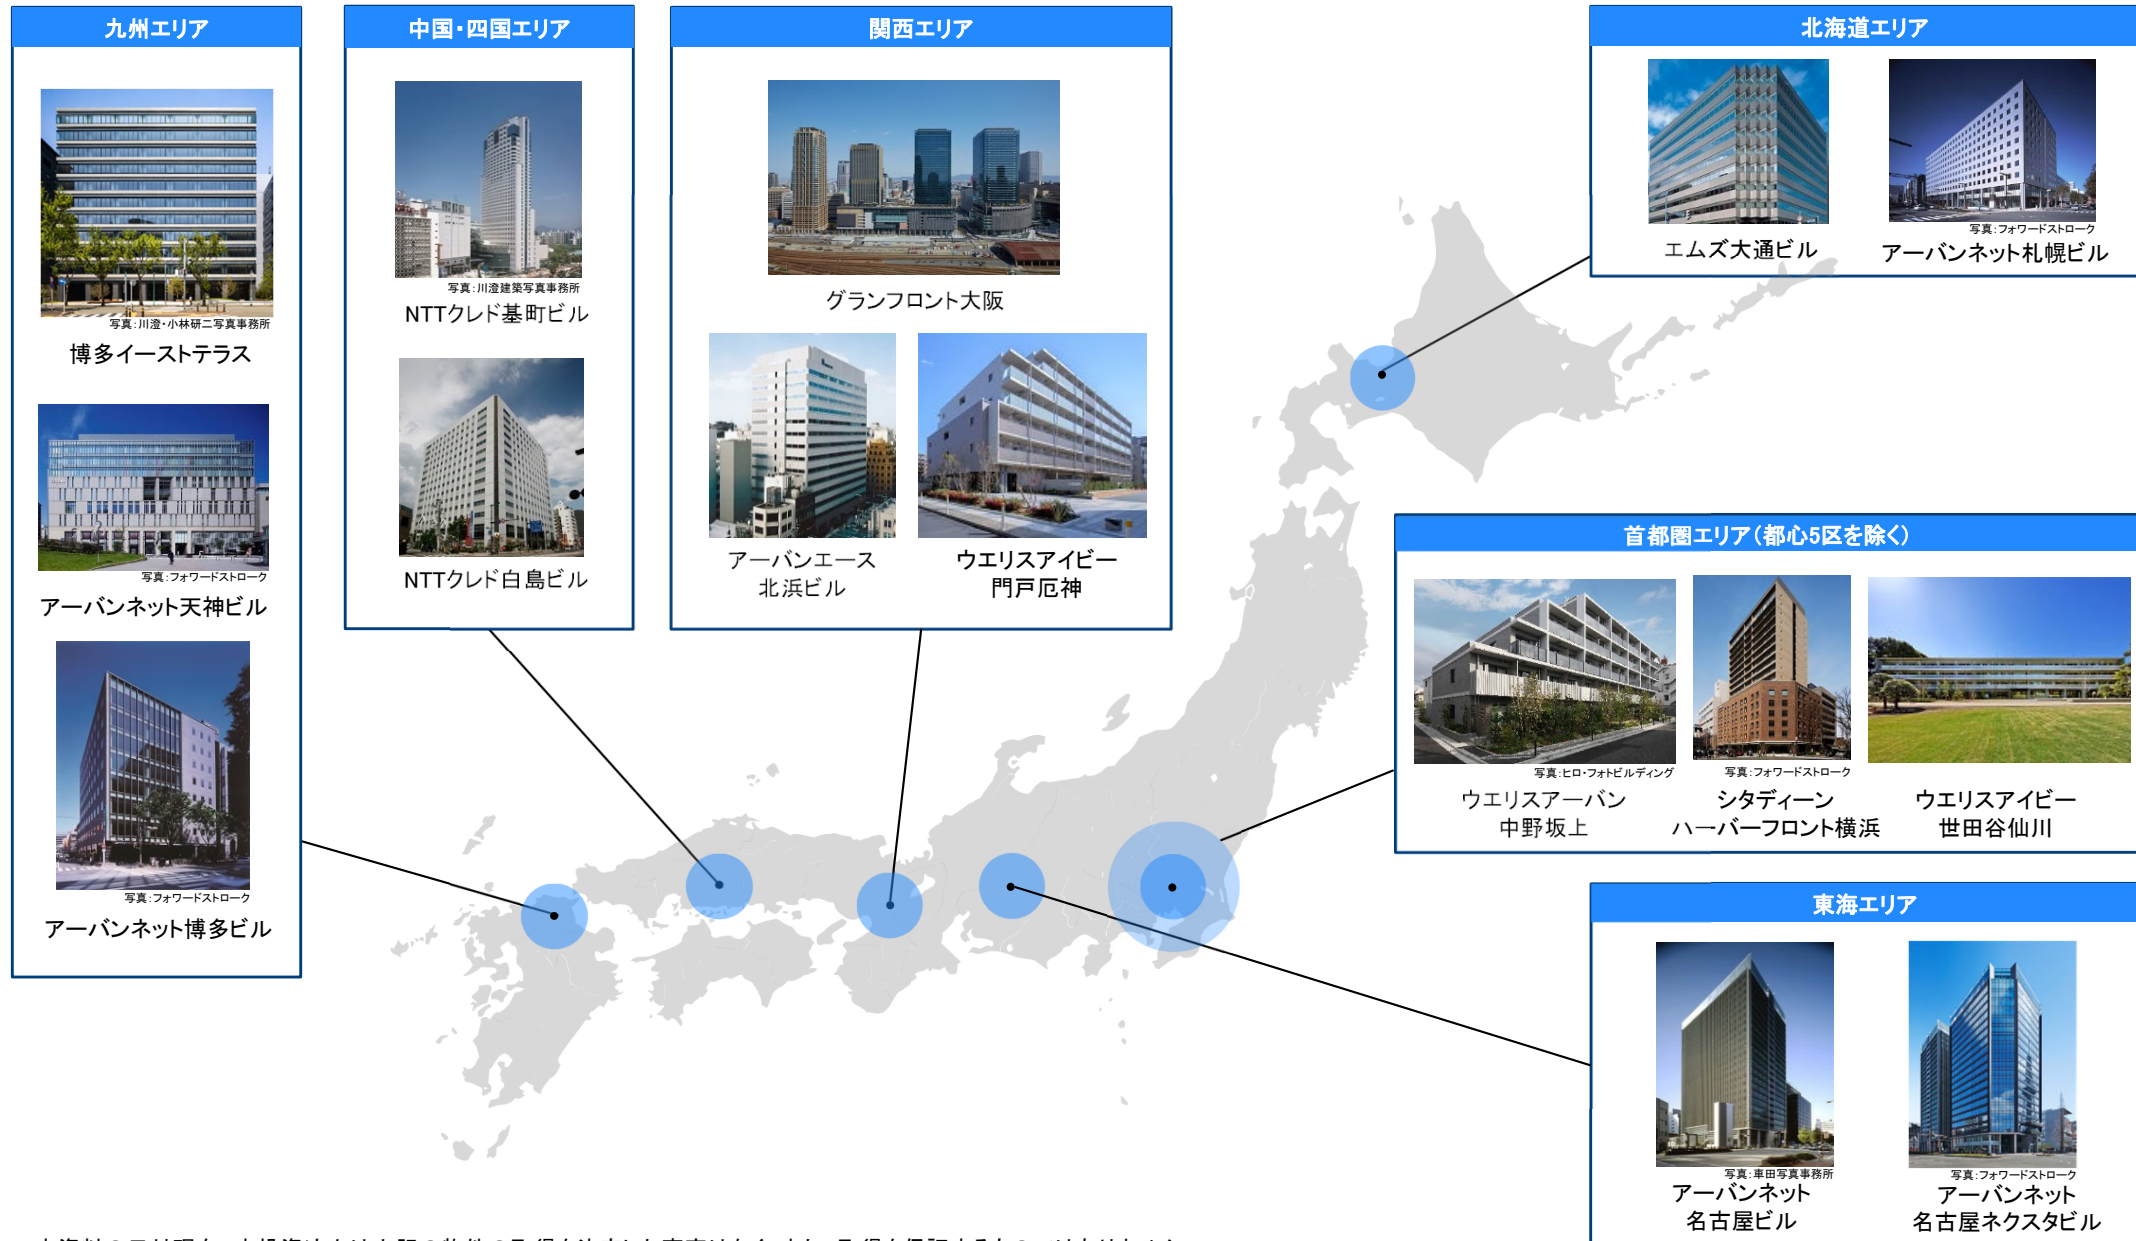 九州エリア
写真：川澄・小林研二写真事務所
博多イーストテラス
写真：フォワードストローク
アーバンネット天神ビル
写真：フォワードストローク
アーバンネット博多ビル
中国・四国エリア
写真：川澄建築写真事務所
NTTクレド基町ビル
NTTクレド白島ビル
関西エリア
グランフロント大阪
アーバンエース
北浜ビル
ウエリスアイビー
門戸厄神
北海道エリア
エムズ大通ビル
写真：フォワードストローク
アーバンネット札幌ビル
首都圏エリア（都心5区を除く）
写真：ヒロ・フォトビルディング
ウエリスアーバン
中野坂上
写真：フォワードストローク
シタディーン
ハーバーフロント横浜
ウエリスアイビー
世田谷仙川
東海エリア
写真：車田写真事務所
アーバンネット
名古屋ビル
写真：フォワードストローク
アーバンネット
名古屋ネクスタビル